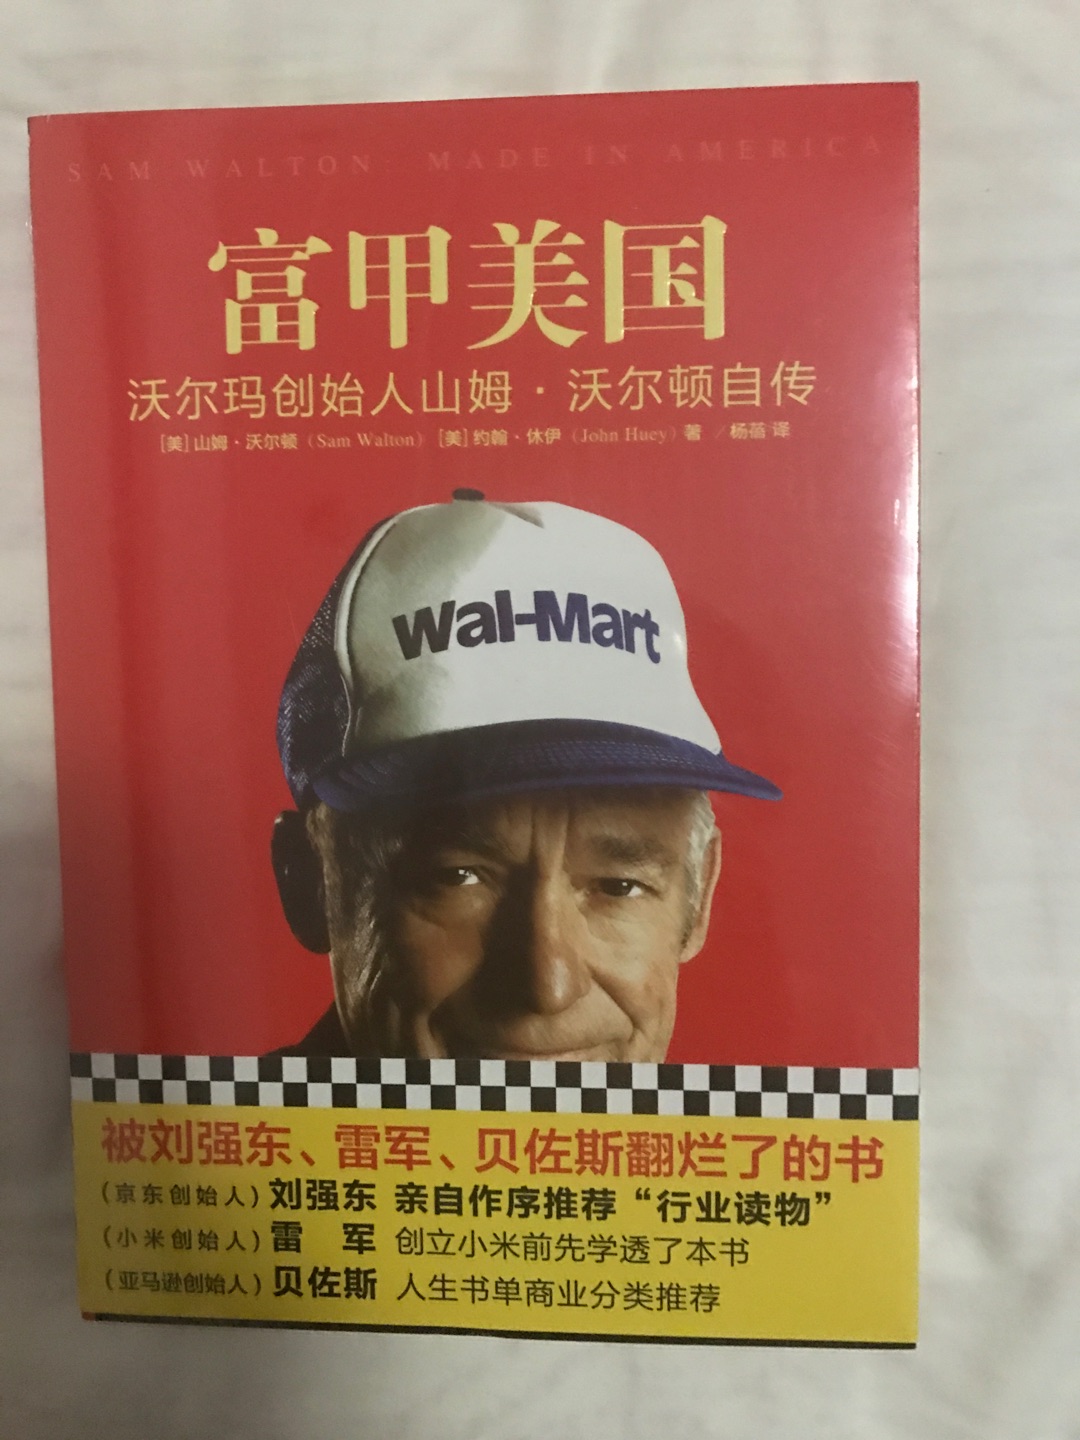 SAM WALTON: MADE IN AMERICA
富甲美国
沃尔玛创始人山姆·沃尔顿自传
[美]山姆·沃尔顿（Sam Walton） [美]约翰·休伊（John Huey）著 ／杨蓓 译
Wal-Mart
被刘强东、雷军、贝佐斯翻烂了的书
（京东创始人）刘强东 亲自作序推荐“行业读物”
（小米创始人）雷 军 创立小米前先学透了本书
（亚马逊创始人）贝佐斯 人生书单商业分类推荐